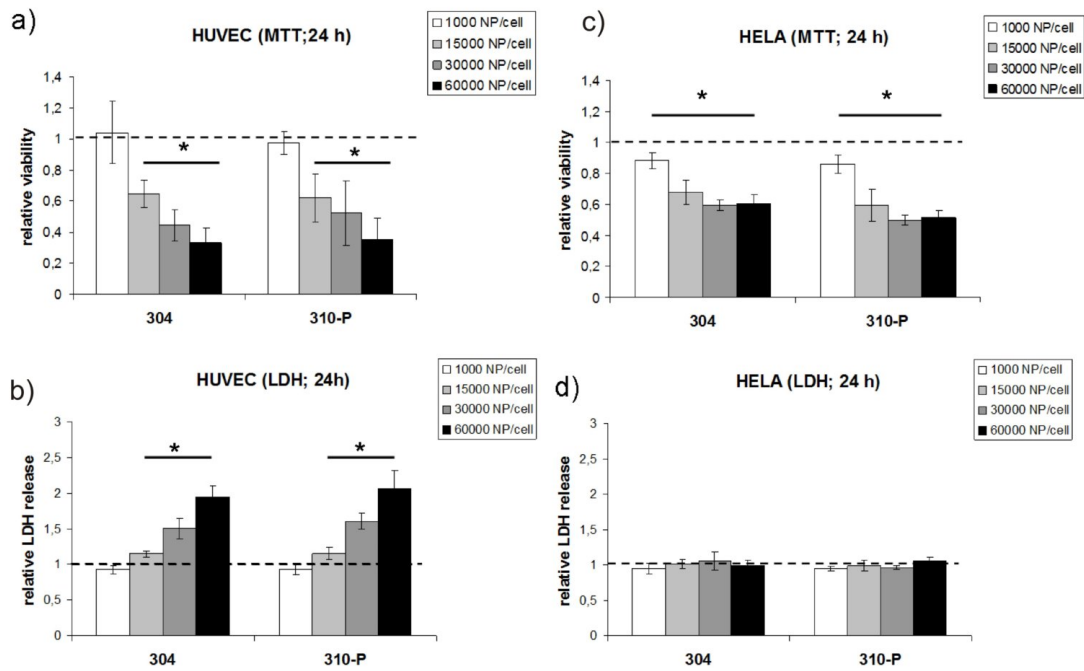 a)
HUVEC (MTT;24 h)
1000 NP/cell
15000 NP/cell
30000 NP/cell
60000 NP/cell
relative viability
1,4
1,2
1
0,8
0,6
0,4
0,2
0
*
*
304
310-P
c)
HELA (MTT; 24 h)
1000 NP/cell
15000 NP/cell
30000 NP/cell
60000 NP/cell
relative viability
1,4
1,2
1
0,8
0,6
0,4
0,2
0
*
*
304
310-P
b)
HUVEC (LDH; 24h)
1000 NP/cell
15000 NP/cell
30000 NP/cell
60000 NP/cell
relative LDH release
3
2,5
2
1,5
1
0,5
0
*
*
304
310-P
d)
HELA (LDH; 24 h)
1000 NP/cell
15000 NP/cell
30000 NP/cell
60000 NP/cell
relative LDH release
3
2,5
2
1,5
1
0,5
0
304
310-P